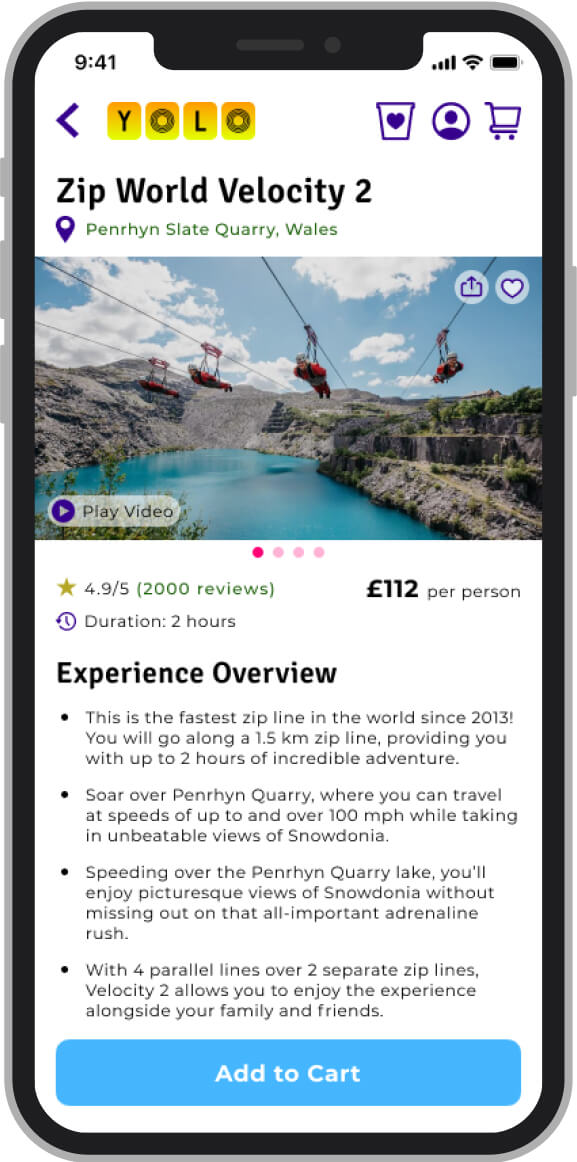 9:41
YOLO
Zip World Velocity 2
Penrhyn Slate Quarry, Wales
Play Video
4.9/5 (2000 reviews)
£112 per person
Duration: 2 hours
Experience Overview
• This is the fastest zip line in the world since 2013!
You will go along a 1.5 km zip line, providing you
with up to 2 hours of incredible adventure.
• Soar over Penrhyn Quarry, where you can travel
at speeds of up to and over 100 mph while taking
in unbeatable views of Snowdonia.
• Speeding over the Penrhyn Quarry lake, you’ll
enjoy picturesque views of Snowdonia without
missing out on that all-important adrenaline
rush.
• With 4 parallel lines over 2 separate zip lines,
Velocity 2 allows you to enjoy the experience
alongside your family and friends.
Add to Cart